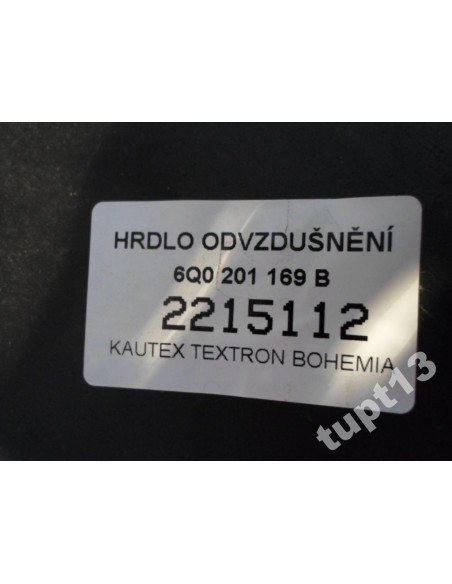 HRDLO ODVZDUŠNĚNÍ
6Q0 201 169 B
2215112
KAUTEX TEXTRON BOHEMIA
tupt13